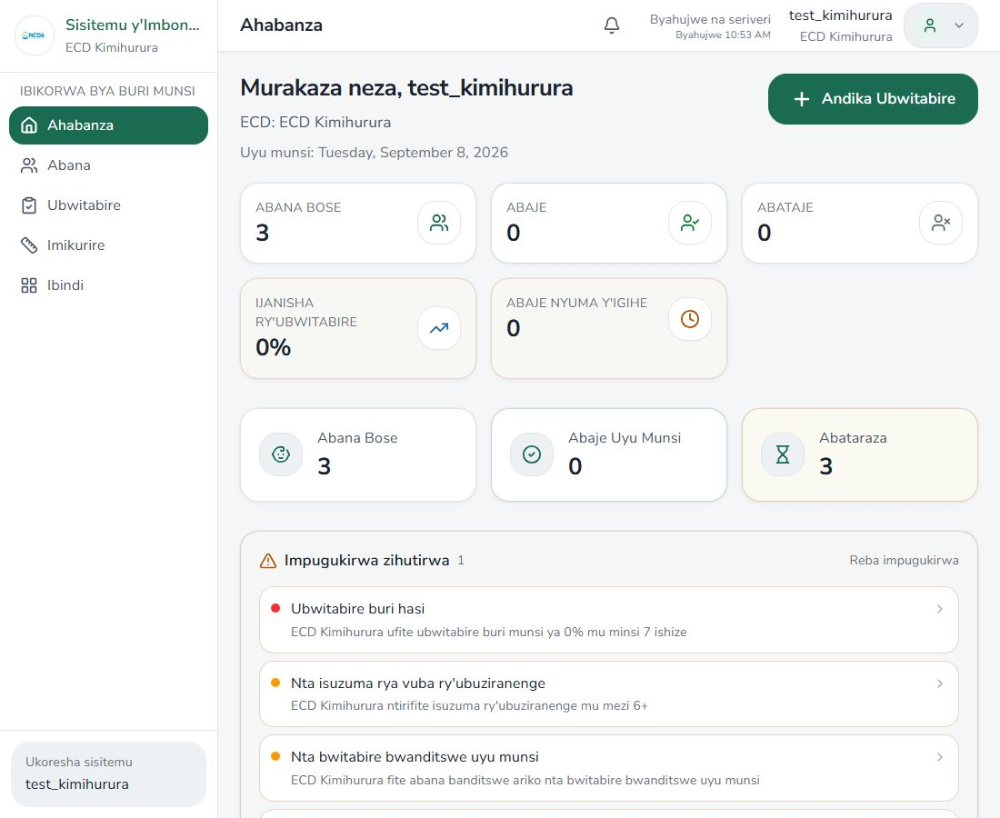 NCDA
Sisitemu y'Imbon...
ECD Kimihurura
IBIKORWA BYA BURI MUNSI
Ahabanza
Abana
Ubwitabire
Imikurire
Ibindi
Ukoresha sisitemu
test_kimihurura
Ahabanza
Byahujwe na seriveri
Byahujwe 10:53 AM
test_kimihurura
ECD Kimihurura
Murakaza neza, test_kimihurura
ECD: ECD Kimihurura
Uyu munsi: Tuesday, September 8, 2026
Andika Ubwitabire
ABANA BOSE
3
ABAJE
0
ABATAJE
0
IJANISHA
RY'UBWITABIRE
0%
ABAJE NYUMA Y'IGIHE
0
Abana Bose
3
Abaje Uyu Munsi
0
Abataraza
3
Impugukirwa zihutirwa 1
Reba impugukirwa
Ubwitabire buri hasi
ECD Kimihurura ufite ubwitabire buri munsi ya 0% mu minsi 7 ishize
Nta isuzuma rya vuba ry'ubuziranenge
ECD Kimihurura ntirifite isuzuma ry'ubuziranenge mu mezi 6+
Nta bwitabire bwanditswe uyu munsi
ECD Kimihurura fite abana banditswe ariko nta bwitabire bwanditswe uyu munsi